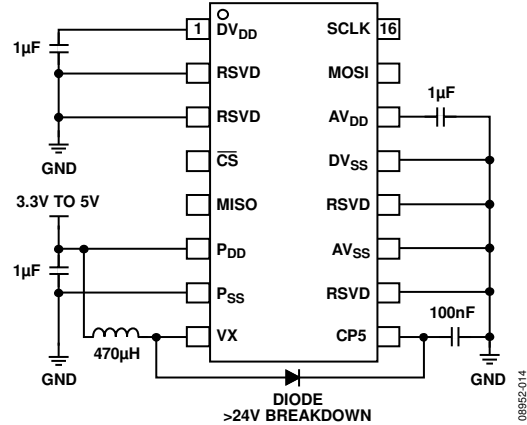 1 DVDD SCLK 16
1µF
RSVD MOSI
1µF
RSVD AVDD
GND
CS DVSS
3.3V TO 5V
MISO RSVD
PDD AVSS
1µF
PSS RSVD
100nF
VX CP5
470µH
GND
GND
DIODE
>24V BREAKDOWN
08952-014